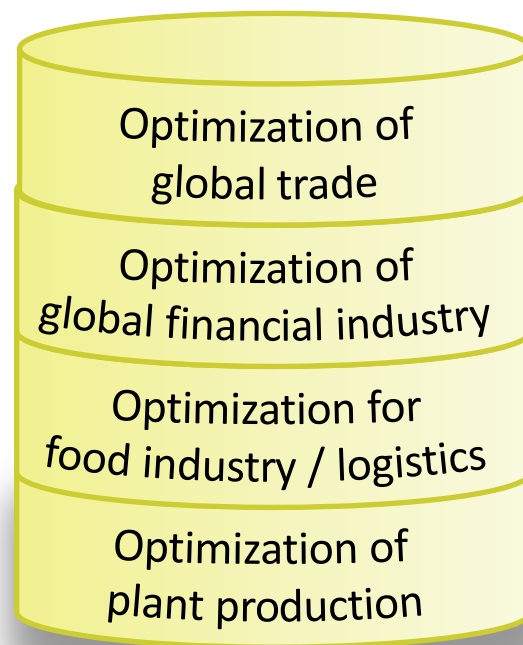 Optimization of
global trade
Optimization of
global financial industry
Optimization for
food industry / logistics
Optimization of
plant production